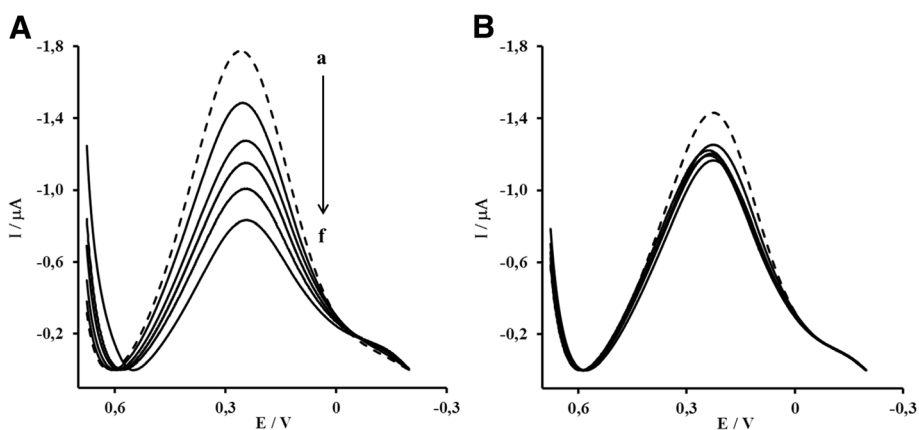 A
B
-1,8
-1,4
-1,0
-0,6
-0,2
I / µA
a
f
0,6
0,3
0
-0,3
E / V
-1,8
-1,4
-1,0
-0,6
-0,2
I / µA
0,6
0,3
0
-0,3
E / V